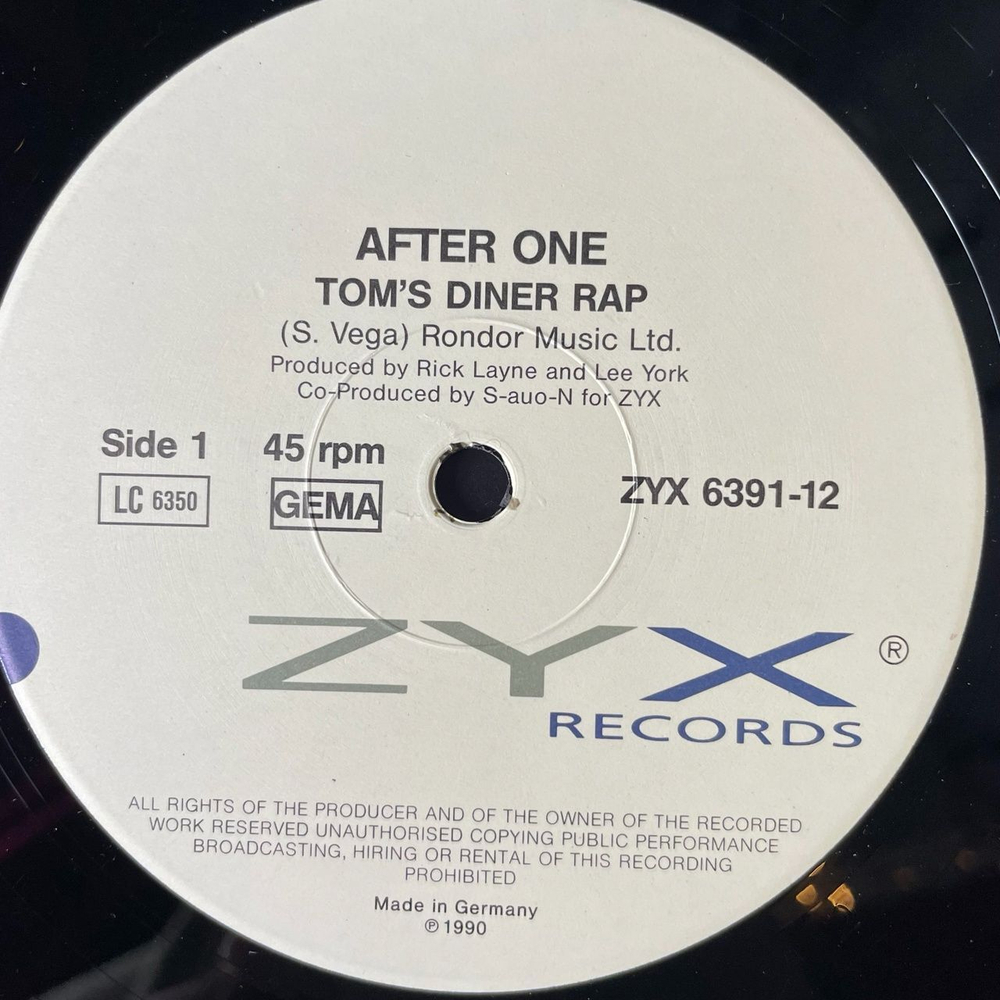 AFTER ONE
TOM'S DINER RAP
(S. Vega) Rondor Music Ltd.
Produced by Rick Layne and Lee York
Co-Produced by S-auo-N for ZYX
Side 1 45 rpm
LC 6350 GEMA ZYX 6391-12
ZYX ®
RECORDS
ALL RIGHTS OF THE PRODUCER AND OF THE OWNER OF THE RECORDED
WORK RESERVED UNAUTHORISED COPYING PUBLIC PERFORMANCE
BROADCASTING, HIRING OR RENTAL OF THIS RECORDING
PROHIBITED
Made in Germany
℗ 1990